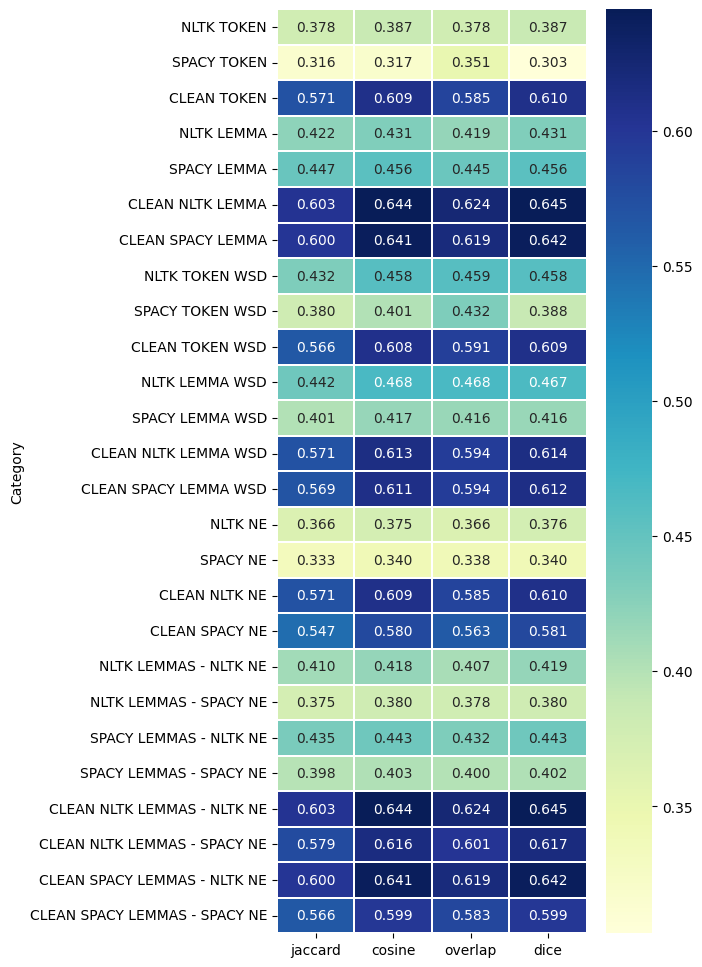 Category
NLTK TOKEN 0.378 0.387 0.378 0.387
SPACY TOKEN 0.316 0.317 0.351 0.303
CLEAN TOKEN 0.571 0.609 0.585 0.610
NLTK LEMMA 0.422 0.431 0.419 0.431
SPACY LEMMA 0.447 0.456 0.445 0.456
CLEAN NLTK LEMMA 0.603 0.644 0.624 0.645
CLEAN SPACY LEMMA 0.600 0.641 0.619 0.642
NLTK TOKEN WSD 0.432 0.458 0.459 0.458
SPACY TOKEN WSD 0.380 0.401 0.432 0.388
CLEAN TOKEN WSD 0.566 0.608 0.591 0.609
NLTK LEMMA WSD 0.442 0.468 0.468 0.467
SPACY LEMMA WSD 0.401 0.417 0.416 0.416
CLEAN NLTK LEMMA WSD 0.571 0.613 0.594 0.614
CLEAN SPACY LEMMA WSD 0.569 0.611 0.594 0.612
NLTK NE 0.366 0.375 0.366 0.376
SPACY NE 0.333 0.340 0.338 0.340
CLEAN NLTK NE 0.571 0.609 0.585 0.610
CLEAN SPACY NE 0.547 0.580 0.563 0.581
NLTK LEMMAS - NLTK NE 0.410 0.418 0.407 0.419
NLTK LEMMAS - SPACY NE 0.375 0.380 0.378 0.380
SPACY LEMMAS - NLTK NE 0.435 0.443 0.432 0.443
SPACY LEMMAS - SPACY NE 0.398 0.403 0.400 0.402
CLEAN NLTK LEMMAS - NLTK NE 0.603 0.644 0.624 0.645
CLEAN NLTK LEMMAS - SPACY NE 0.579 0.616 0.601 0.617
CLEAN SPACY LEMMAS - NLTK NE 0.600 0.641 0.619 0.642
CLEAN SPACY LEMMAS - SPACY NE 0.566 0.599 0.583 0.599
jaccard cosine overlap dice
0.60
0.55
0.50
0.45
0.40
0.35